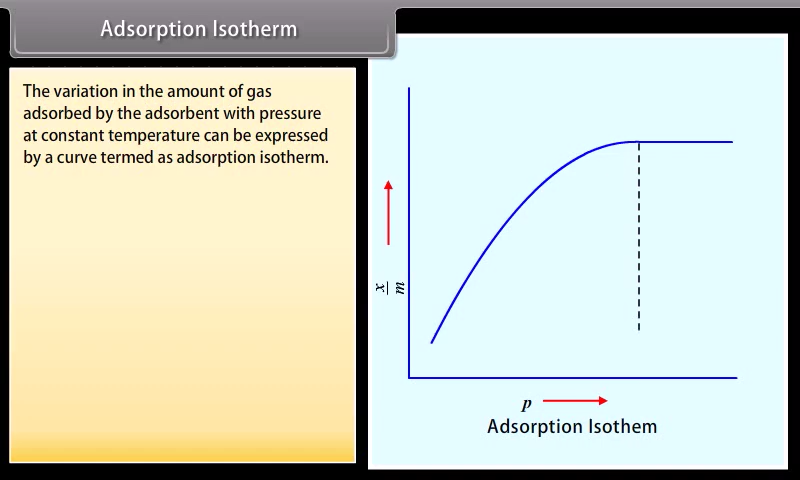 Adsorption Isotherm
The variation in the amount of gas
adsorbed by the adsorbent with pressure
at constant temperature can be expressed
by a curve termed as adsorption isotherm.
x
m
p
Adsorption Isothem